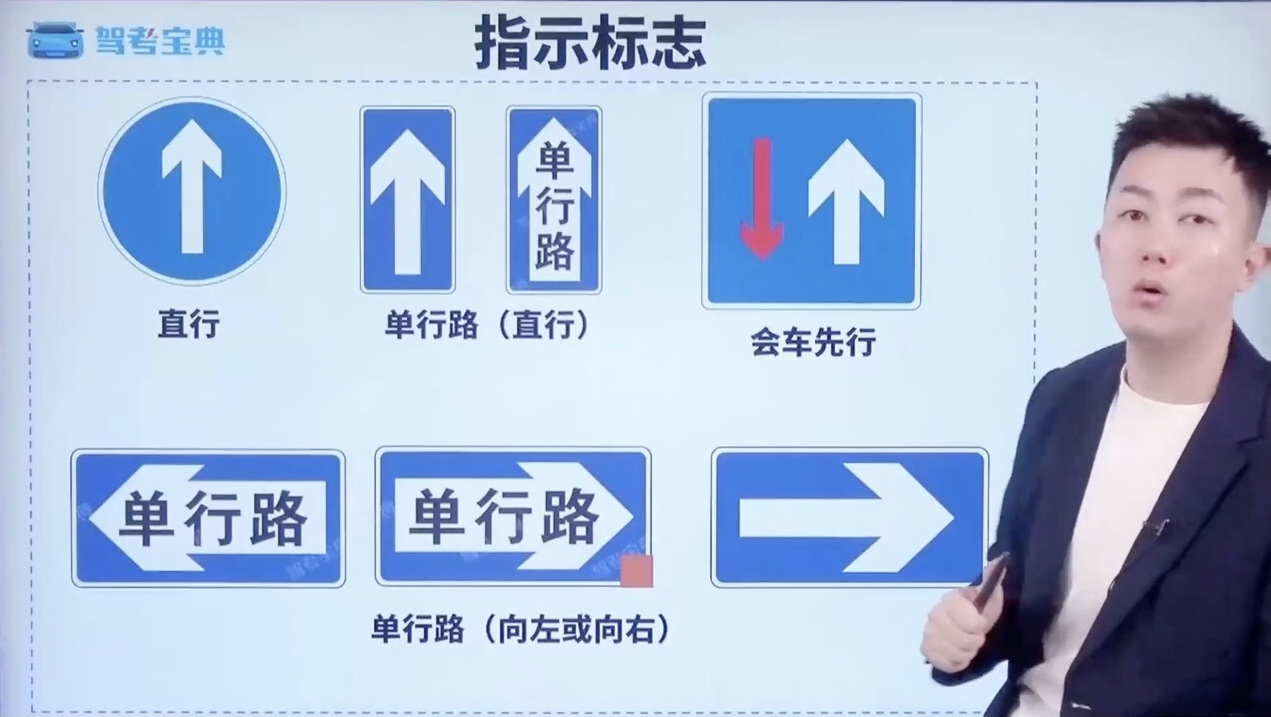 驾考宝典
指示标志
单
行
路
直行
单行路（直行）
会车先行
单行路
单行路
单行路（向左或向右）